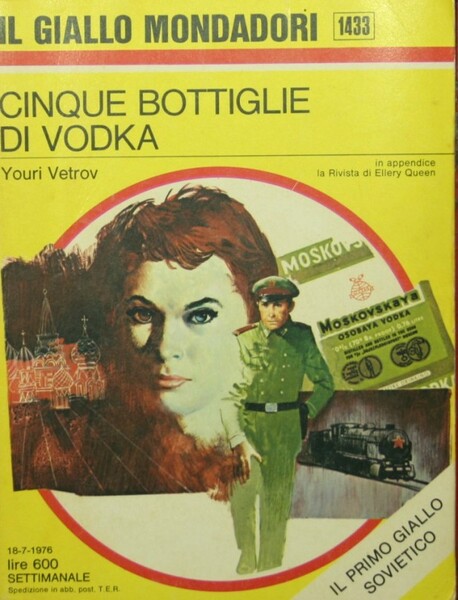 IL GIALLO MONDADORI 1433
CINQUE BOTTIGLIE
DI VODKA
Youri Vetrov
in appendice
la Rivista di Ellery Queen
MOSKOVS
MOSKOVSKAYA
OSOBAYA VODKA
18-7-1976
lire 600
SETTIMANALE
Spedizione in abb. post. T.E.R.
IL PRIMO GIALLO
SOVIETICO